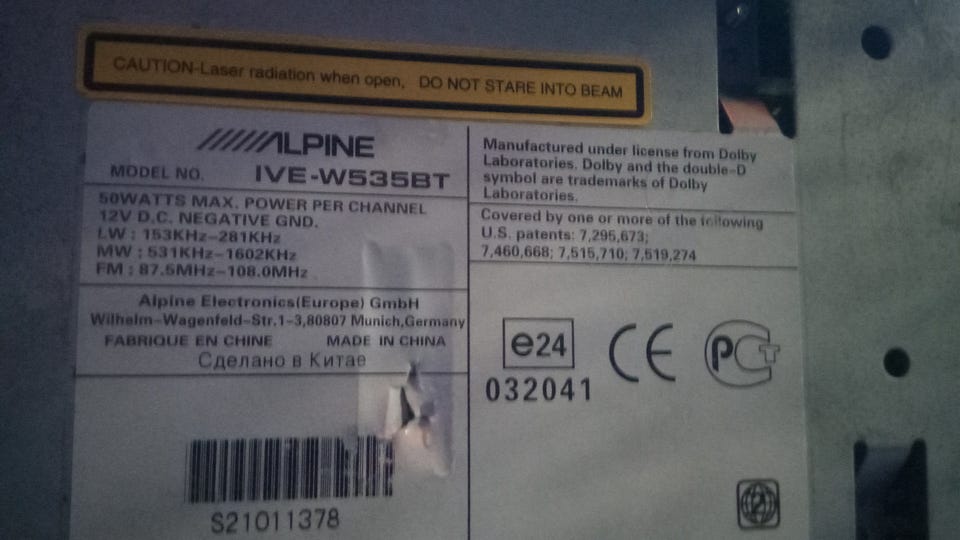 CAUTION-Laser radiation when open, DO NOT STARE INTO BEAM
ALPINE
MODEL NO. IVE-W535BT
50WATTS MAX. POWER PER CHANNEL
12V D.C. NEGATIVE GND.
LW : 153KHz-281KHz
MW : 531KHz-1602KHz
FM : 87.5MHz-108.0MHz
Alpine Electronics(Europe) GmbH
Wilhelm-Wagenfeld-Str.1-3,80807 Munich,Germany
FABRIQUE EN CHINE MADE IN CHINA
Сделано в Китае
S21011378
Manufactured under license from Dolby
Laboratories. Dolby and the double-D
symbol are trademarks of Dolby
Laboratories.
Covered by one or more of the following
U.S. patents: 7,295,673;
7,460,668; 7,515,710; 7,519,274
e24
032041
CE
РСТ
2